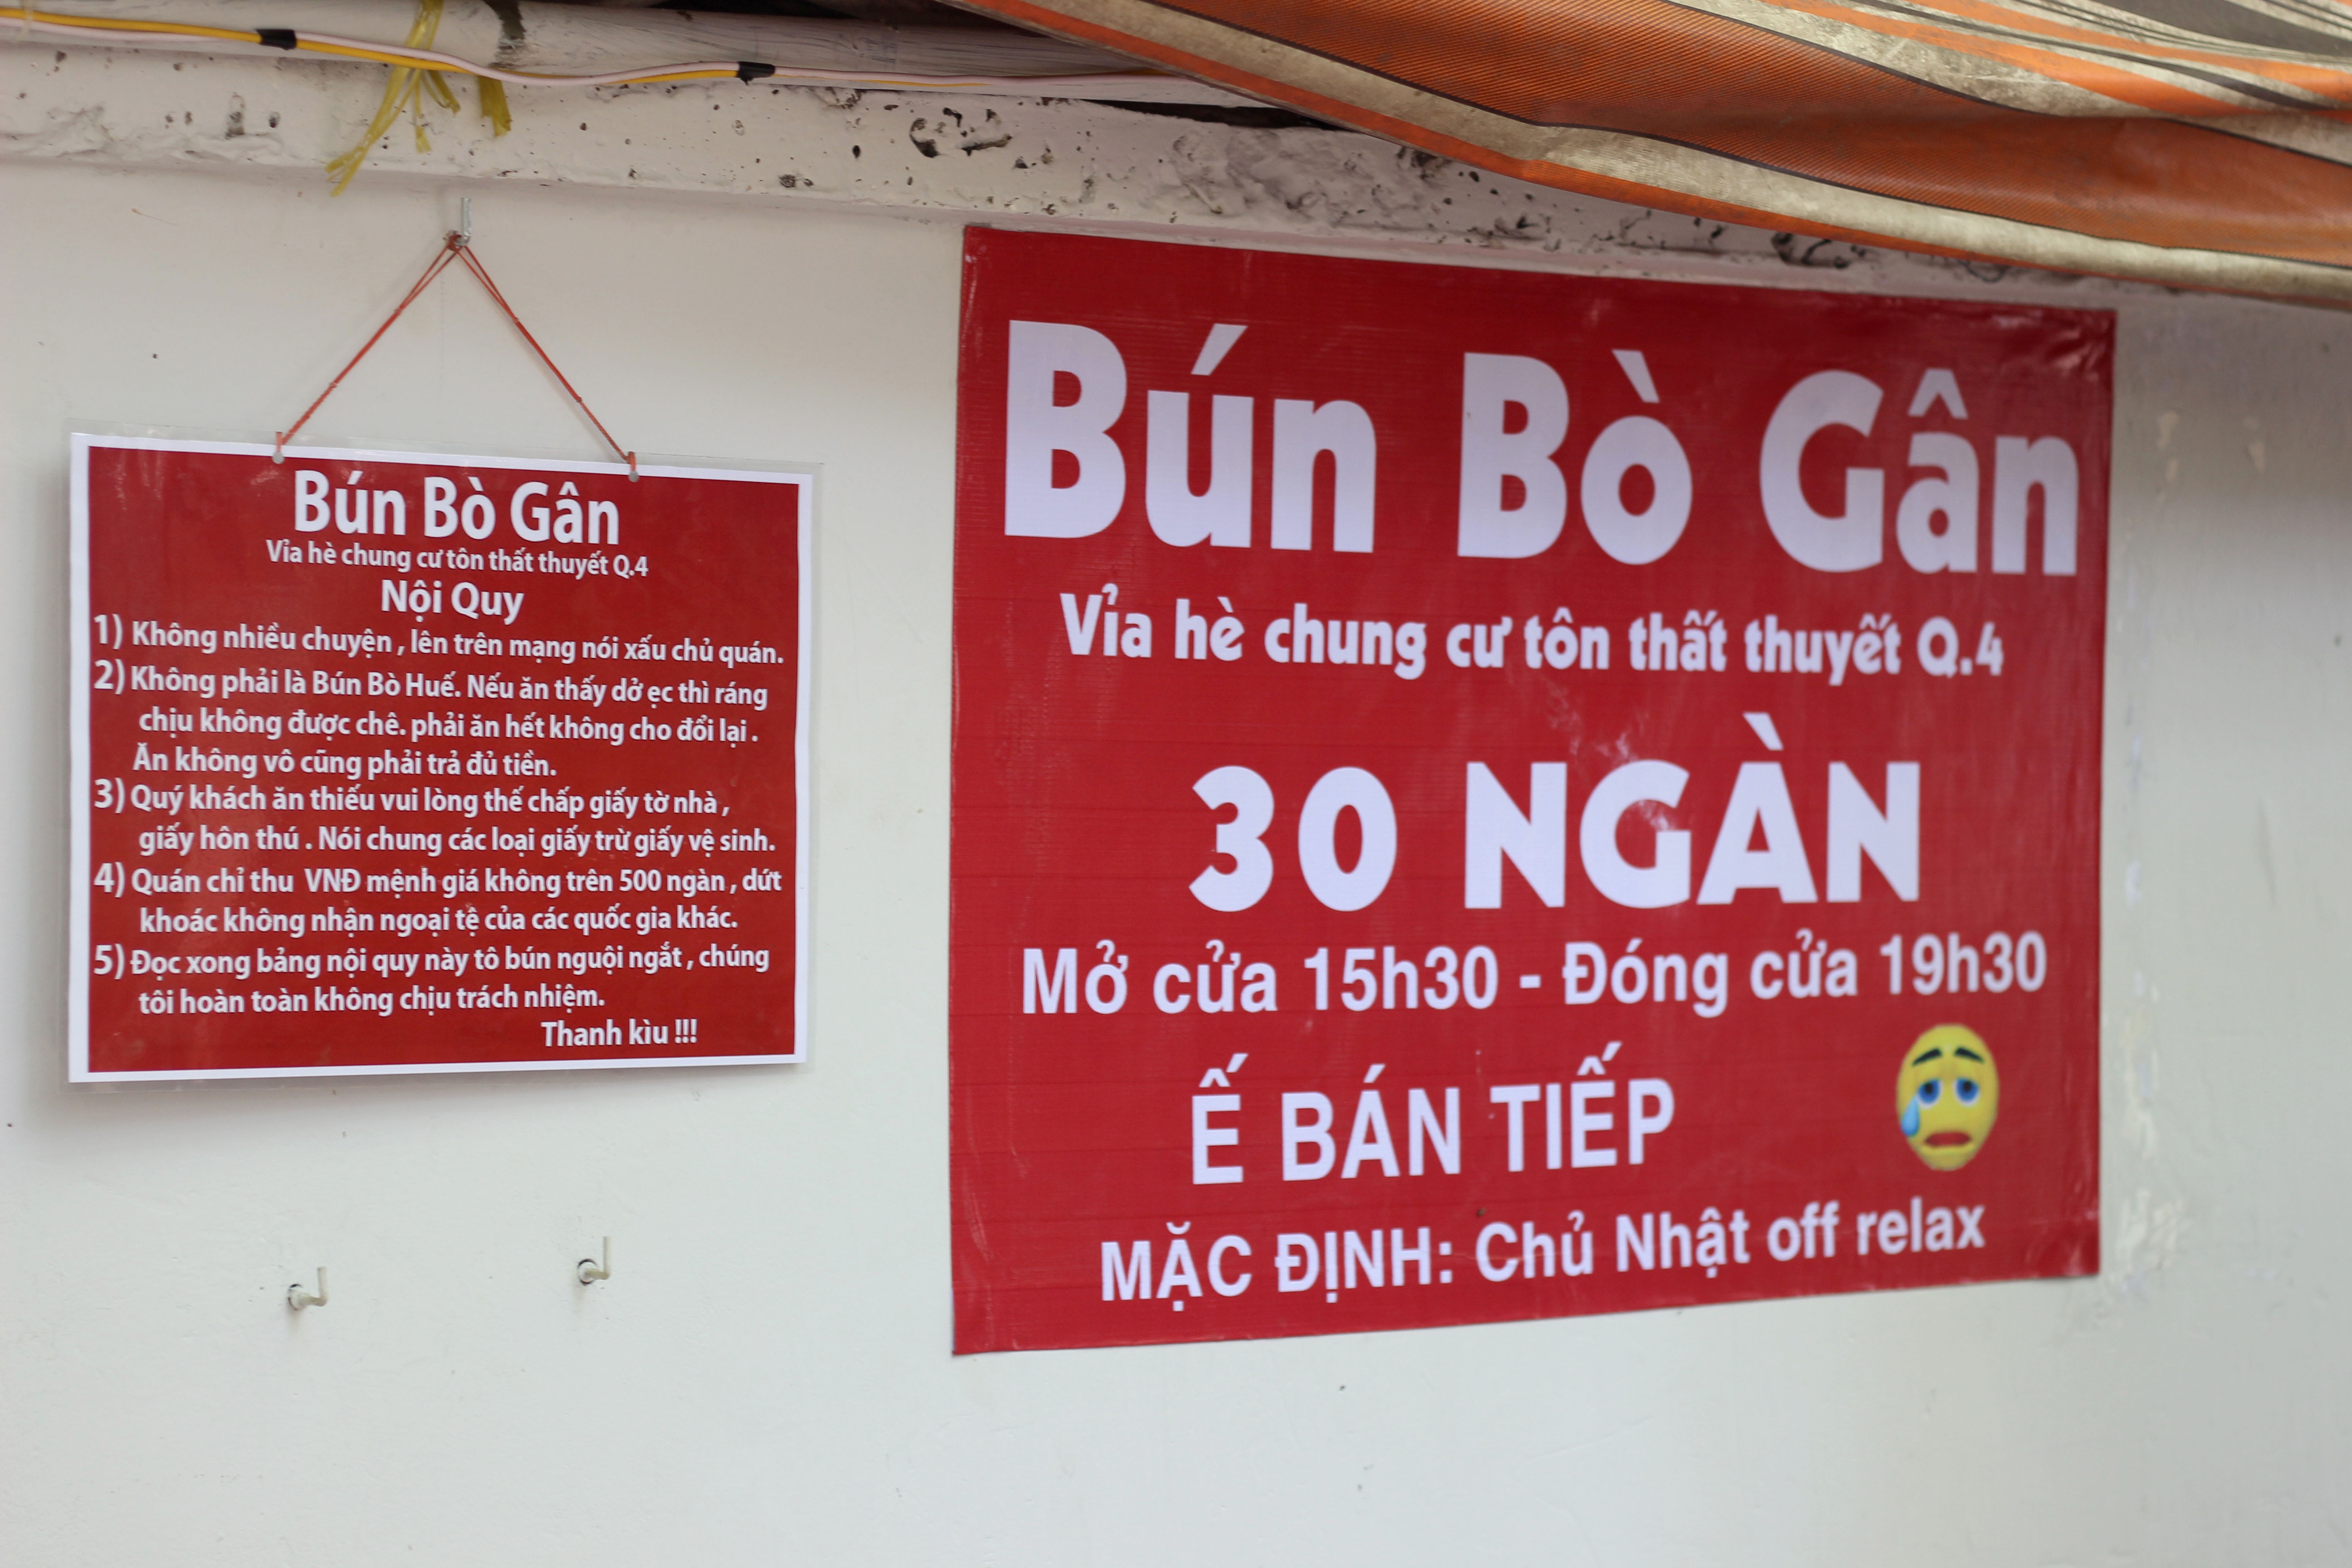 Bún Bò Gân
Vỉa hè chung cư tôn thất thuyết Q.4
Nội Quy
1) Không nhiều chuyện , lên trên mạng nói xấu chủ quán.
2) Không phải là Bún Bò Huế. Nếu ăn thấy dở ẹc thì ráng
chịu không được chê. phải ăn hết không cho đổi lại .
Ăn không vô cũng phải trả đủ tiền.
3) Quý khách ăn thiếu vui lòng thế chấp giấy tờ nhà ,
giấy hôn thú . Nói chung các loại giấy trừ giấy vệ sinh.
4) Quán chỉ thu VNĐ mệnh giá không trên 500 ngàn , dứt
khoác không nhận ngoại tệ của các quốc gia khác.
5) Đọc xong bảng nội quy này tô bún nguội ngắt , chúng
tôi hoàn toàn không chịu trách nhiệm.
Thanh kìu !!!
Bún Bò Gân
Vỉa hè chung cư tôn thất thuyết Q.4
30 NGÀN
Mở cửa 15h30 - Đóng cửa 19h30
Ế BÁN TIẾP
MẶC ĐỊNH: Chủ Nhật off relax